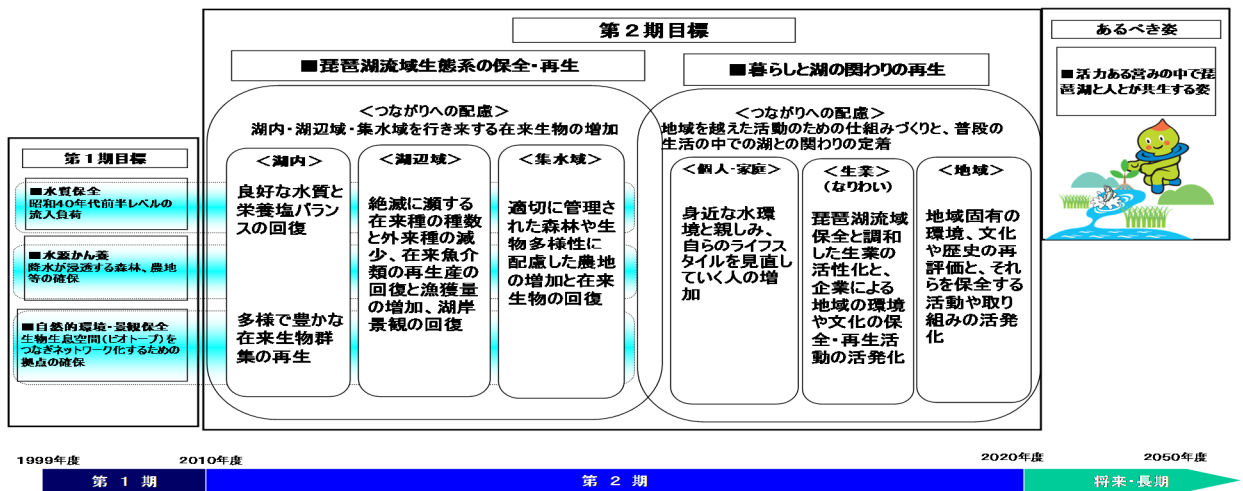 第2期目標
あるべき姿
■琵琶湖流域生態系の保全・再生
■暮らしと湖の関わりの再生
■活力ある営みの中で琵
琶湖と人とが共生する姿
<つながりへの配慮>
湖内・湖辺域・集水域を行き来する在来生物の増加
<つながりへの配慮>
地域を越えた活動のための仕組みづくりと、普段の
生活の中での湖との関わりの定着
第1期目標
■水質保全
昭和40年代前半レベルの
流入負荷
■水源かん養
降水が浸透する森林、農地
等の確保
■自然的環境・景観保全
生物生息空間(ビオトープ)を
つなぎネットワーク化するための
拠点の確保
<湖内>
良好な水質と
栄養塩バラン
スの回復
多様で豊かな
在来生物群
集の再生
<湖辺域>
絶滅に瀕する
在来種の種数
と外来種の減
少、在来魚介
類の再生産の
回復と漁獲量
の増加、湖岸
景観の回復
<集水域>
適切に管理さ
れた森林や生
物多様性に
配慮した農地
の増加と在来
生物の回復
<個人・家庭>
身近な水環
境と親しみ、
自らのライフス
タイルを見直し
ていく人の増
加
<生業>
(なりわい)
琵琶湖流域
保全と調和
した生業の
活性化と、
企業による
地域の環境
や文化の保
全・再生活
動の活発化
<地域>
地域固有の
環境、文化
や歴史の再
評価と、それ
らを保全する
活動や取り
組みの活発
化
1999年度
2010年度
2020年度
2050年度
第1期
第2期
将来・長期